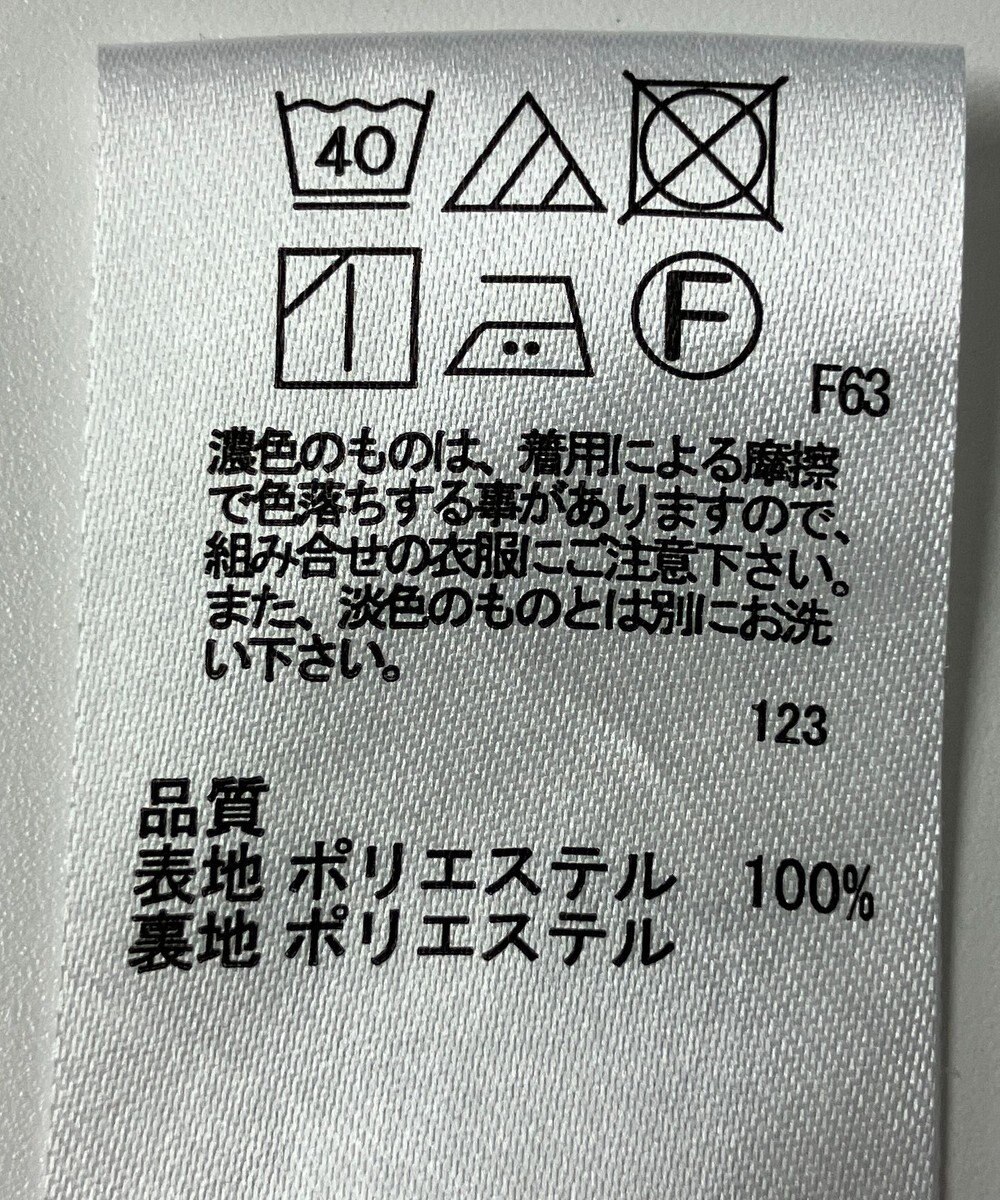 40
F
F63
濃色のものは、着用による摩擦
で色落ちする事がありますので、
組み合せの衣服にご注意下さい。
また、淡色のものとは別にお洗
い下さい。
123
品質
表地 ポリエステル 100%
裏地 ポリエステル